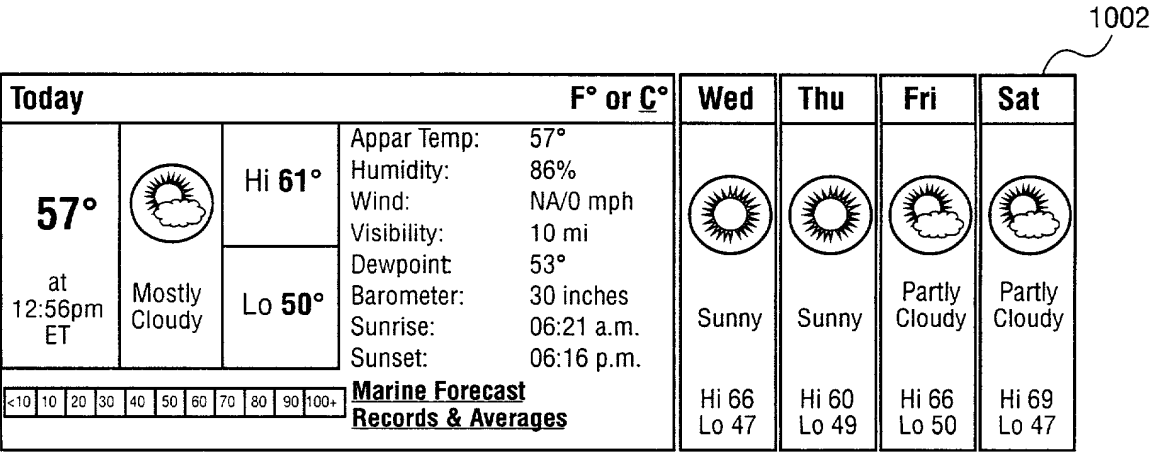 1002
Today F° or C° Wed Thu Fri Sat
57°
at
12:56pm
ET
Mostly
Cloudy
Hi 61°
Lo 50°
Appar Temp: 57°
Humidity: 86%
Wind: NA/0 mph
Visibility: 10 mi
Dewpoint: 53°
Barometer: 30 inches
Sunrise: 06:21 a.m.
Sunset: 06:16 p.m.
<10 10 20 30 40 50 60 70 80 90 100+
Marine Forecast
Records & Averages
Sunny
Hi 66
Lo 47
Sunny
Hi 60
Lo 49
Partly
Cloudy
Hi 66
Lo 50
Partly
Cloudy
Hi 69
Lo 47